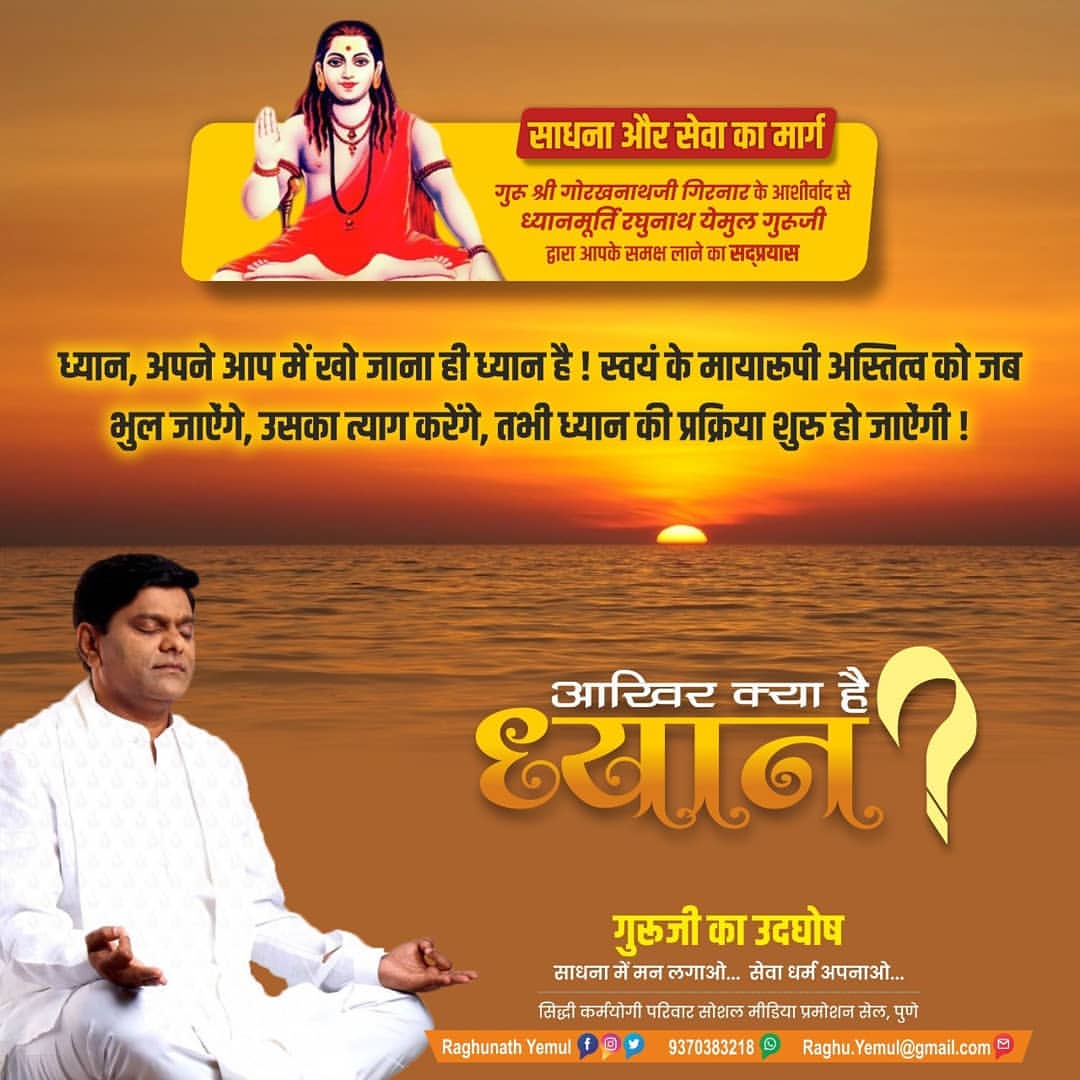 साधना और सेवा का मार्ग
गुरू श्री गोरखनाथजी गिरनार के आशीर्वाद से
ध्यानमूर्ति रघुनाथ येमुल गुरूजी
द्वारा आपके समक्ष लाने का सद्प्रयास
ध्यान, अपने आप में खो जाना ही ध्यान है ! स्वयं के मायारूपी अस्तित्व को जब
भुल जाऐंगे, उसका त्याग करेंगे, तभी ध्यान की प्रक्रिया शुरु हो जाऐंगी !
आखिर क्या है
ध्यान?
गुरूजी का उदघोष
साधना में मन लगाओ... सेवा धर्म अपनाओ...
सिद्धी कर्मयोगी परिवार सोशल मीडिया प्रमोशन सेल, पुणे
Raghunath Yemul 9370383218 Raghu.Yemul@gmail.com